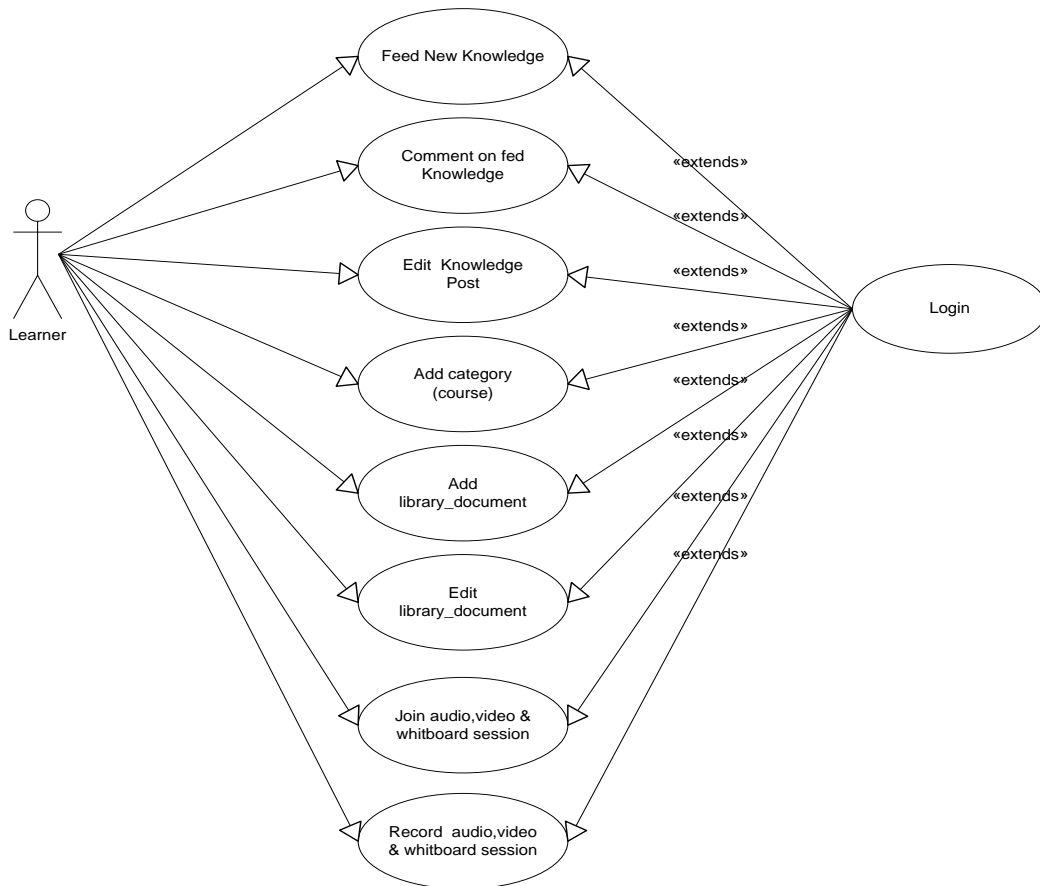 Feed New Knowledge
Comment on fed
Knowledge
«extends»
«extends»
Edit Knowledge
Post
«extends»
Login
Learner
«extends»
Add category
(course)
«extends»
«extends»
Add
library_document
«extends»
«extends»
Edit
library_document
Join audio,video &
whitboard session
Record audio,video
& whitboard session